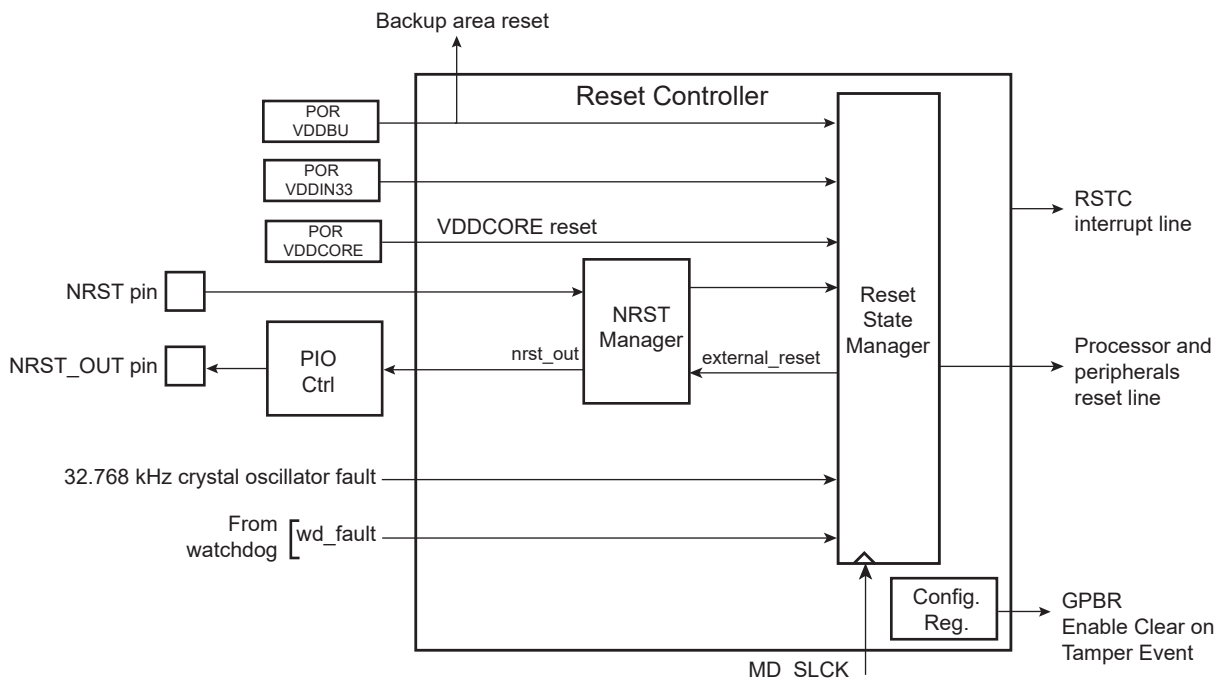 Backup area reset
Reset Controller
POR
VDDBU
POR
VDDIN33
POR
VDDCORE
VDDCORE reset
RSTC
interrupt line
NRST pin
NRST
Manager
Reset
State
Manager
NRST_OUT pin
PIO
Ctrl
nrst_out
external_reset
Processor and
peripherals
reset line
32.768 kHz crystal oscillator fault
From
watchdog
wd_fault
Config.
Reg.
GPBR
Enable Clear on
Tamper Event
MD_SLCK